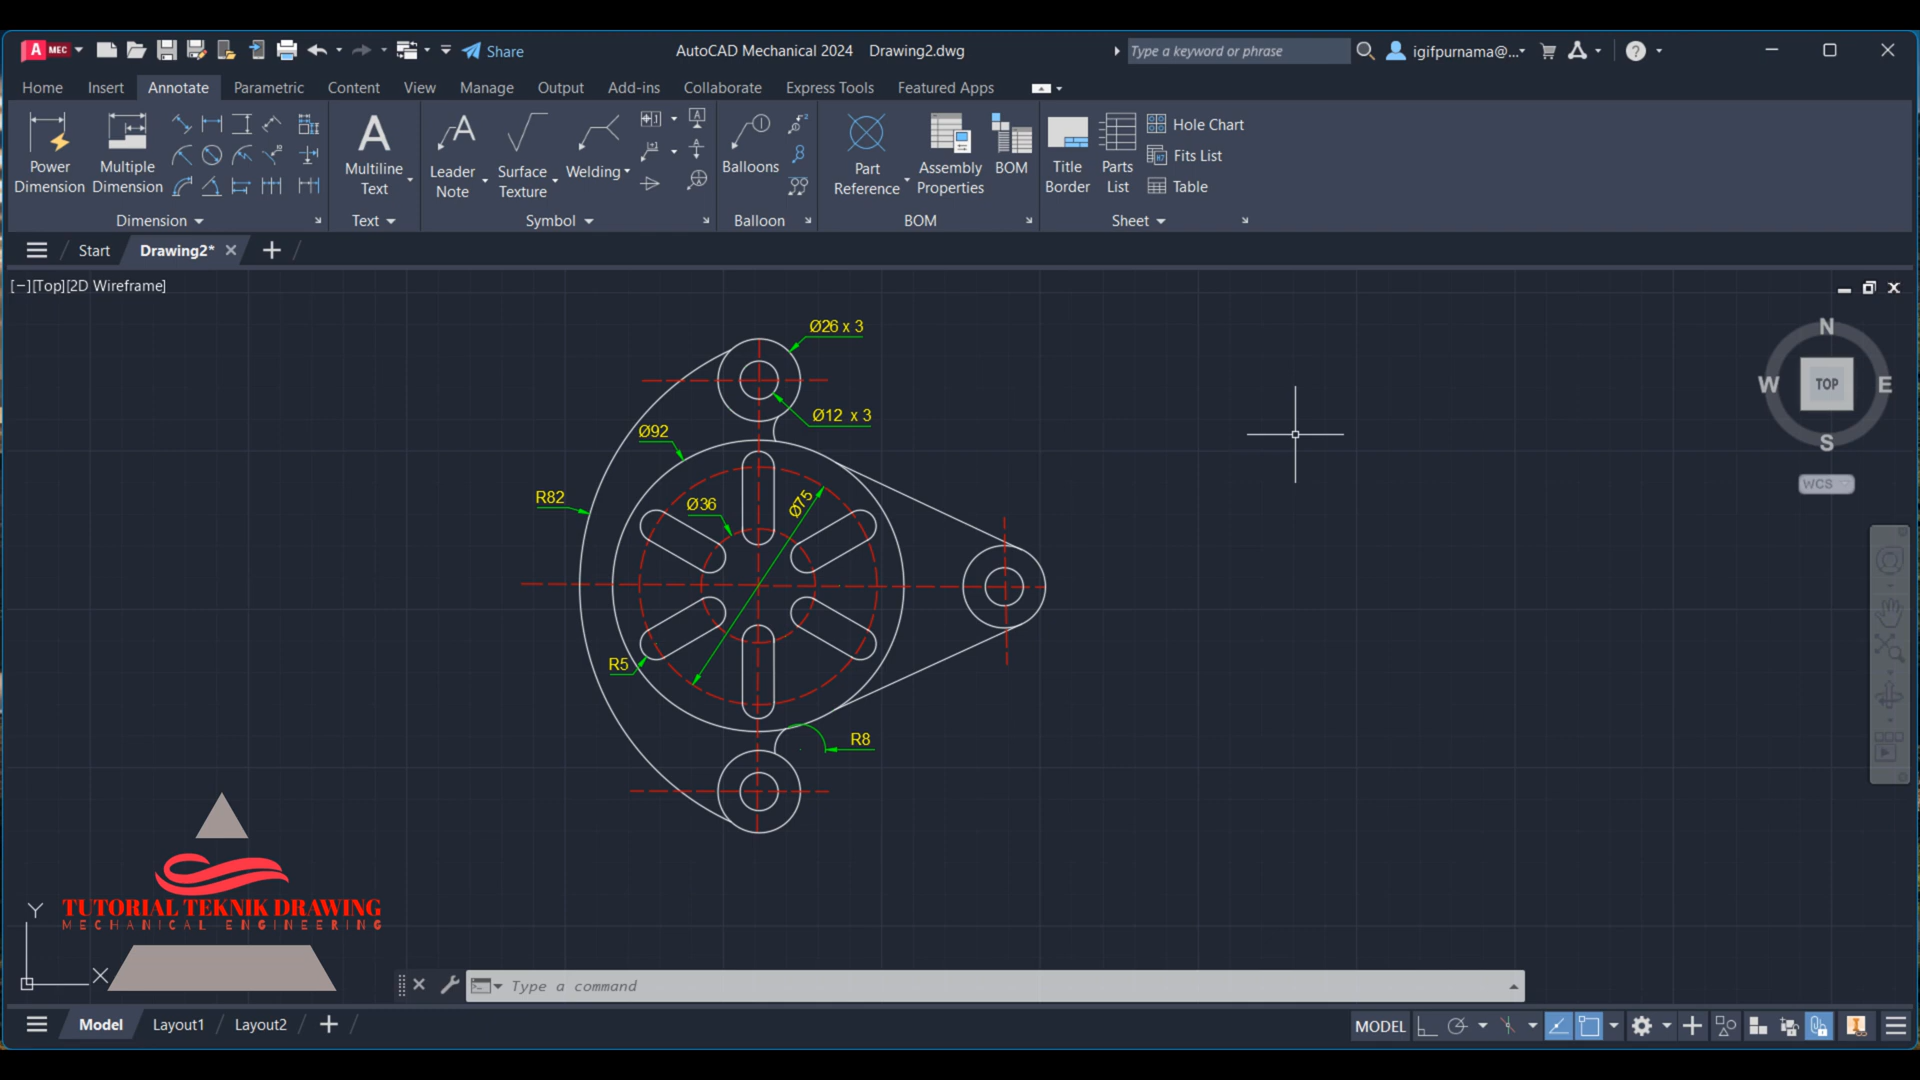 A MEC Share AutoCAD Mechanical 2024 Drawing2.dwg Type a keyword or phrase igifpurnama@... ?
Home Insert Annotate Parametric Content View Manage Output Add-ins Collaborate Express Tools Featured Apps
Power Dimension
Multiple Dimension
Multiline Text
Leader Note
Surface Texture
Welding
Balloons
Part Reference
Assembly Properties
BOM
Title Border
Parts List
Hole Chart
Fits List
Table
Dimension Text Symbol Balloon BOM Sheet
Start Drawing2*
[−][Top][2D Wireframe]
N
W TOP E
S
WCS
Ø26 x 3
Ø12 x 3
Ø92
R82
Ø36
Ø75
R5
R8
Y
TUTORIAL TEKNIK DRAWING
MECHANICAL ENGINEERING
X
Type a command
Model Layout1 Layout2 MODEL